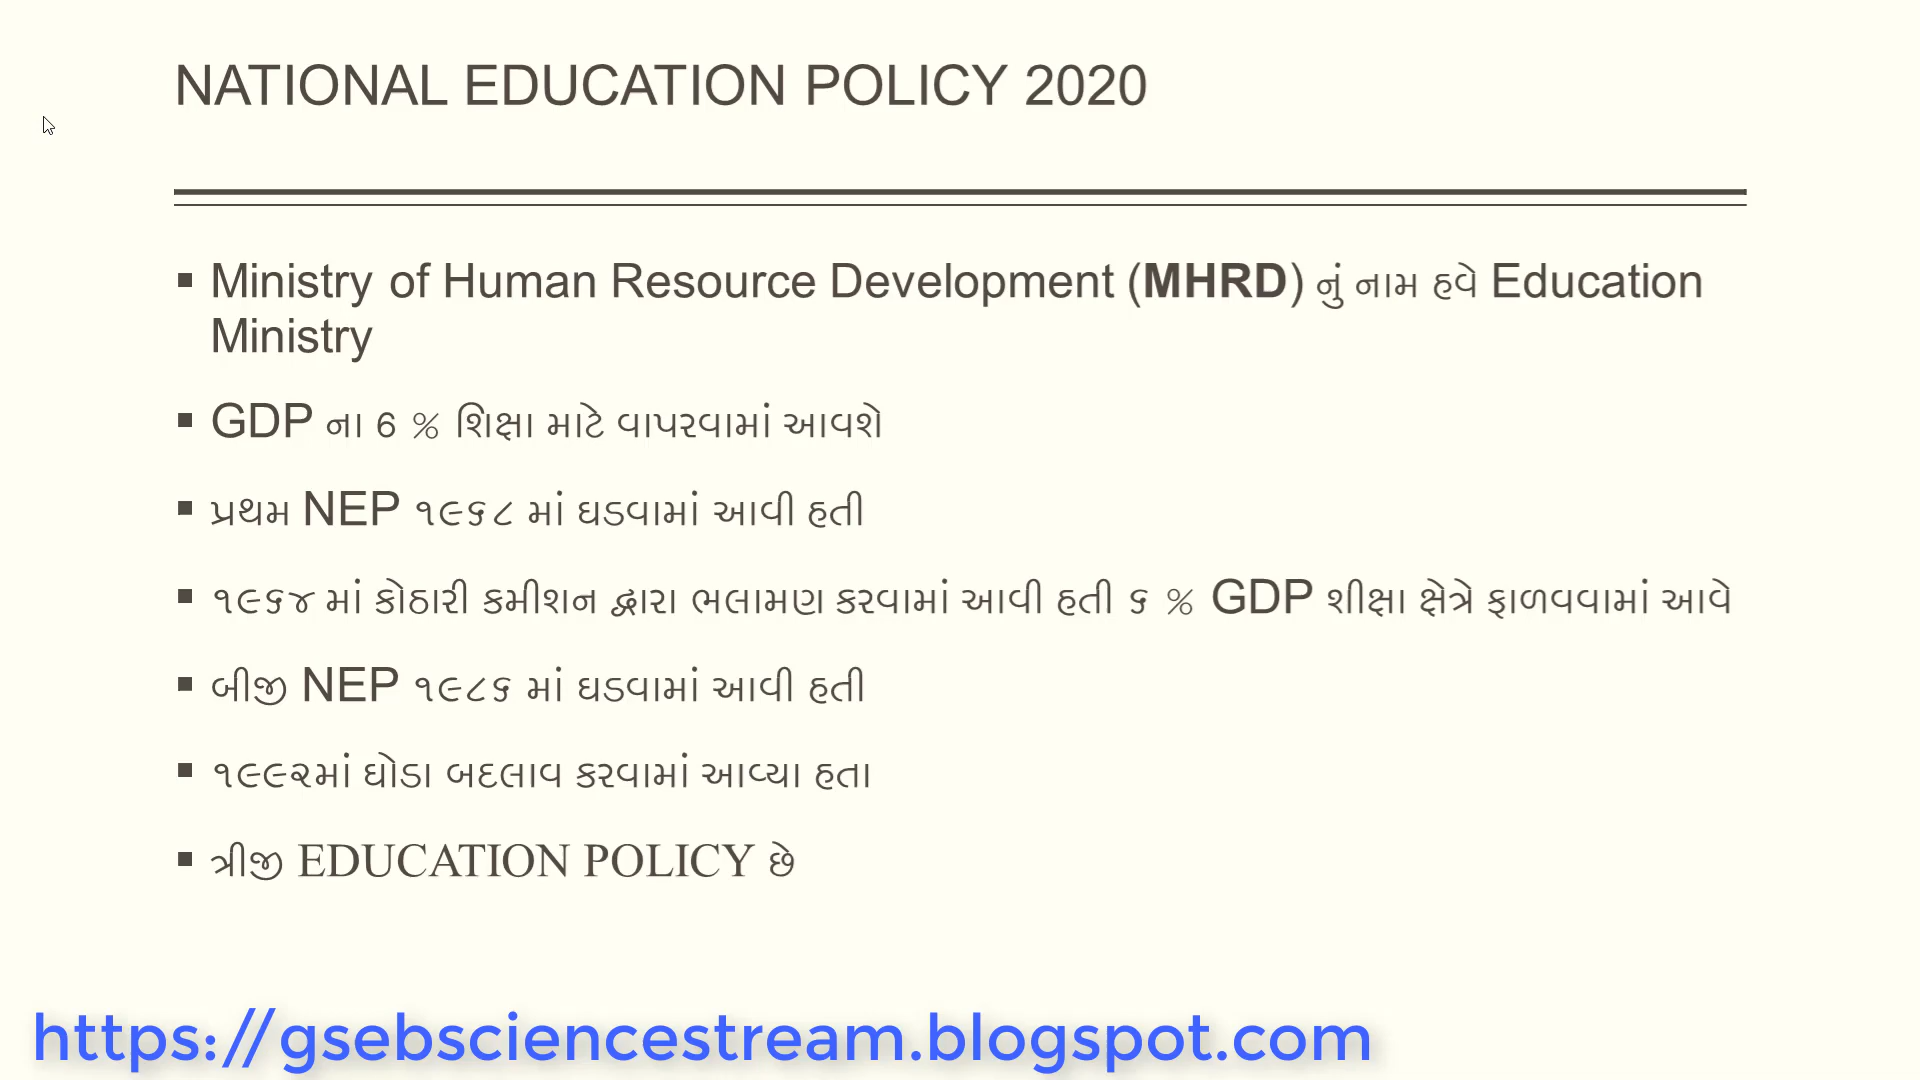 NATIONAL EDUCATION POLICY 2020
▪ Ministry of Human Resource Development (MHRD) નું નામ હવે Education
Ministry
▪ GDP ના 6 % શિક્ષા માટે વાપરવામાં આવશે
▪ પ્રથમ NEP ૧૯૬૮ માં ઘડવામાં આવી હતી
▪ ૧૯૬૪ માં કોઠારી કમીશન દ્વારા ભલામણ કરવામાં આવી હતી ૬ % GDP શીક્ષા ક્ષેત્રે ફાળવવામાં આવે
▪ બીજી NEP ૧૯૮૬ માં ઘડવામાં આવી હતી
▪ ૧૯૯૨માં ઘોડા બદલાવ કરવામાં આવ્યા હતા
▪ ત્રીજી EDUCATION POLICY છે
https://gsebsciencestream.blogspot.com